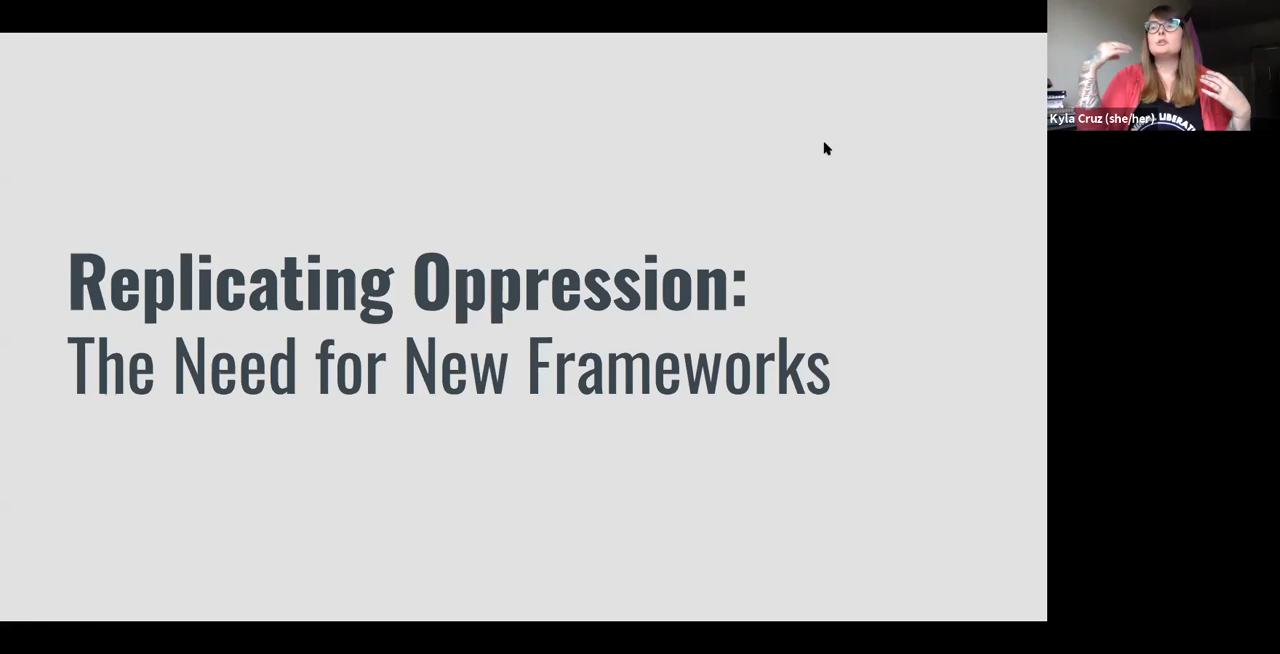 Replicating Oppression:
The Need for New Frameworks
Kyla Cruz (she/her)